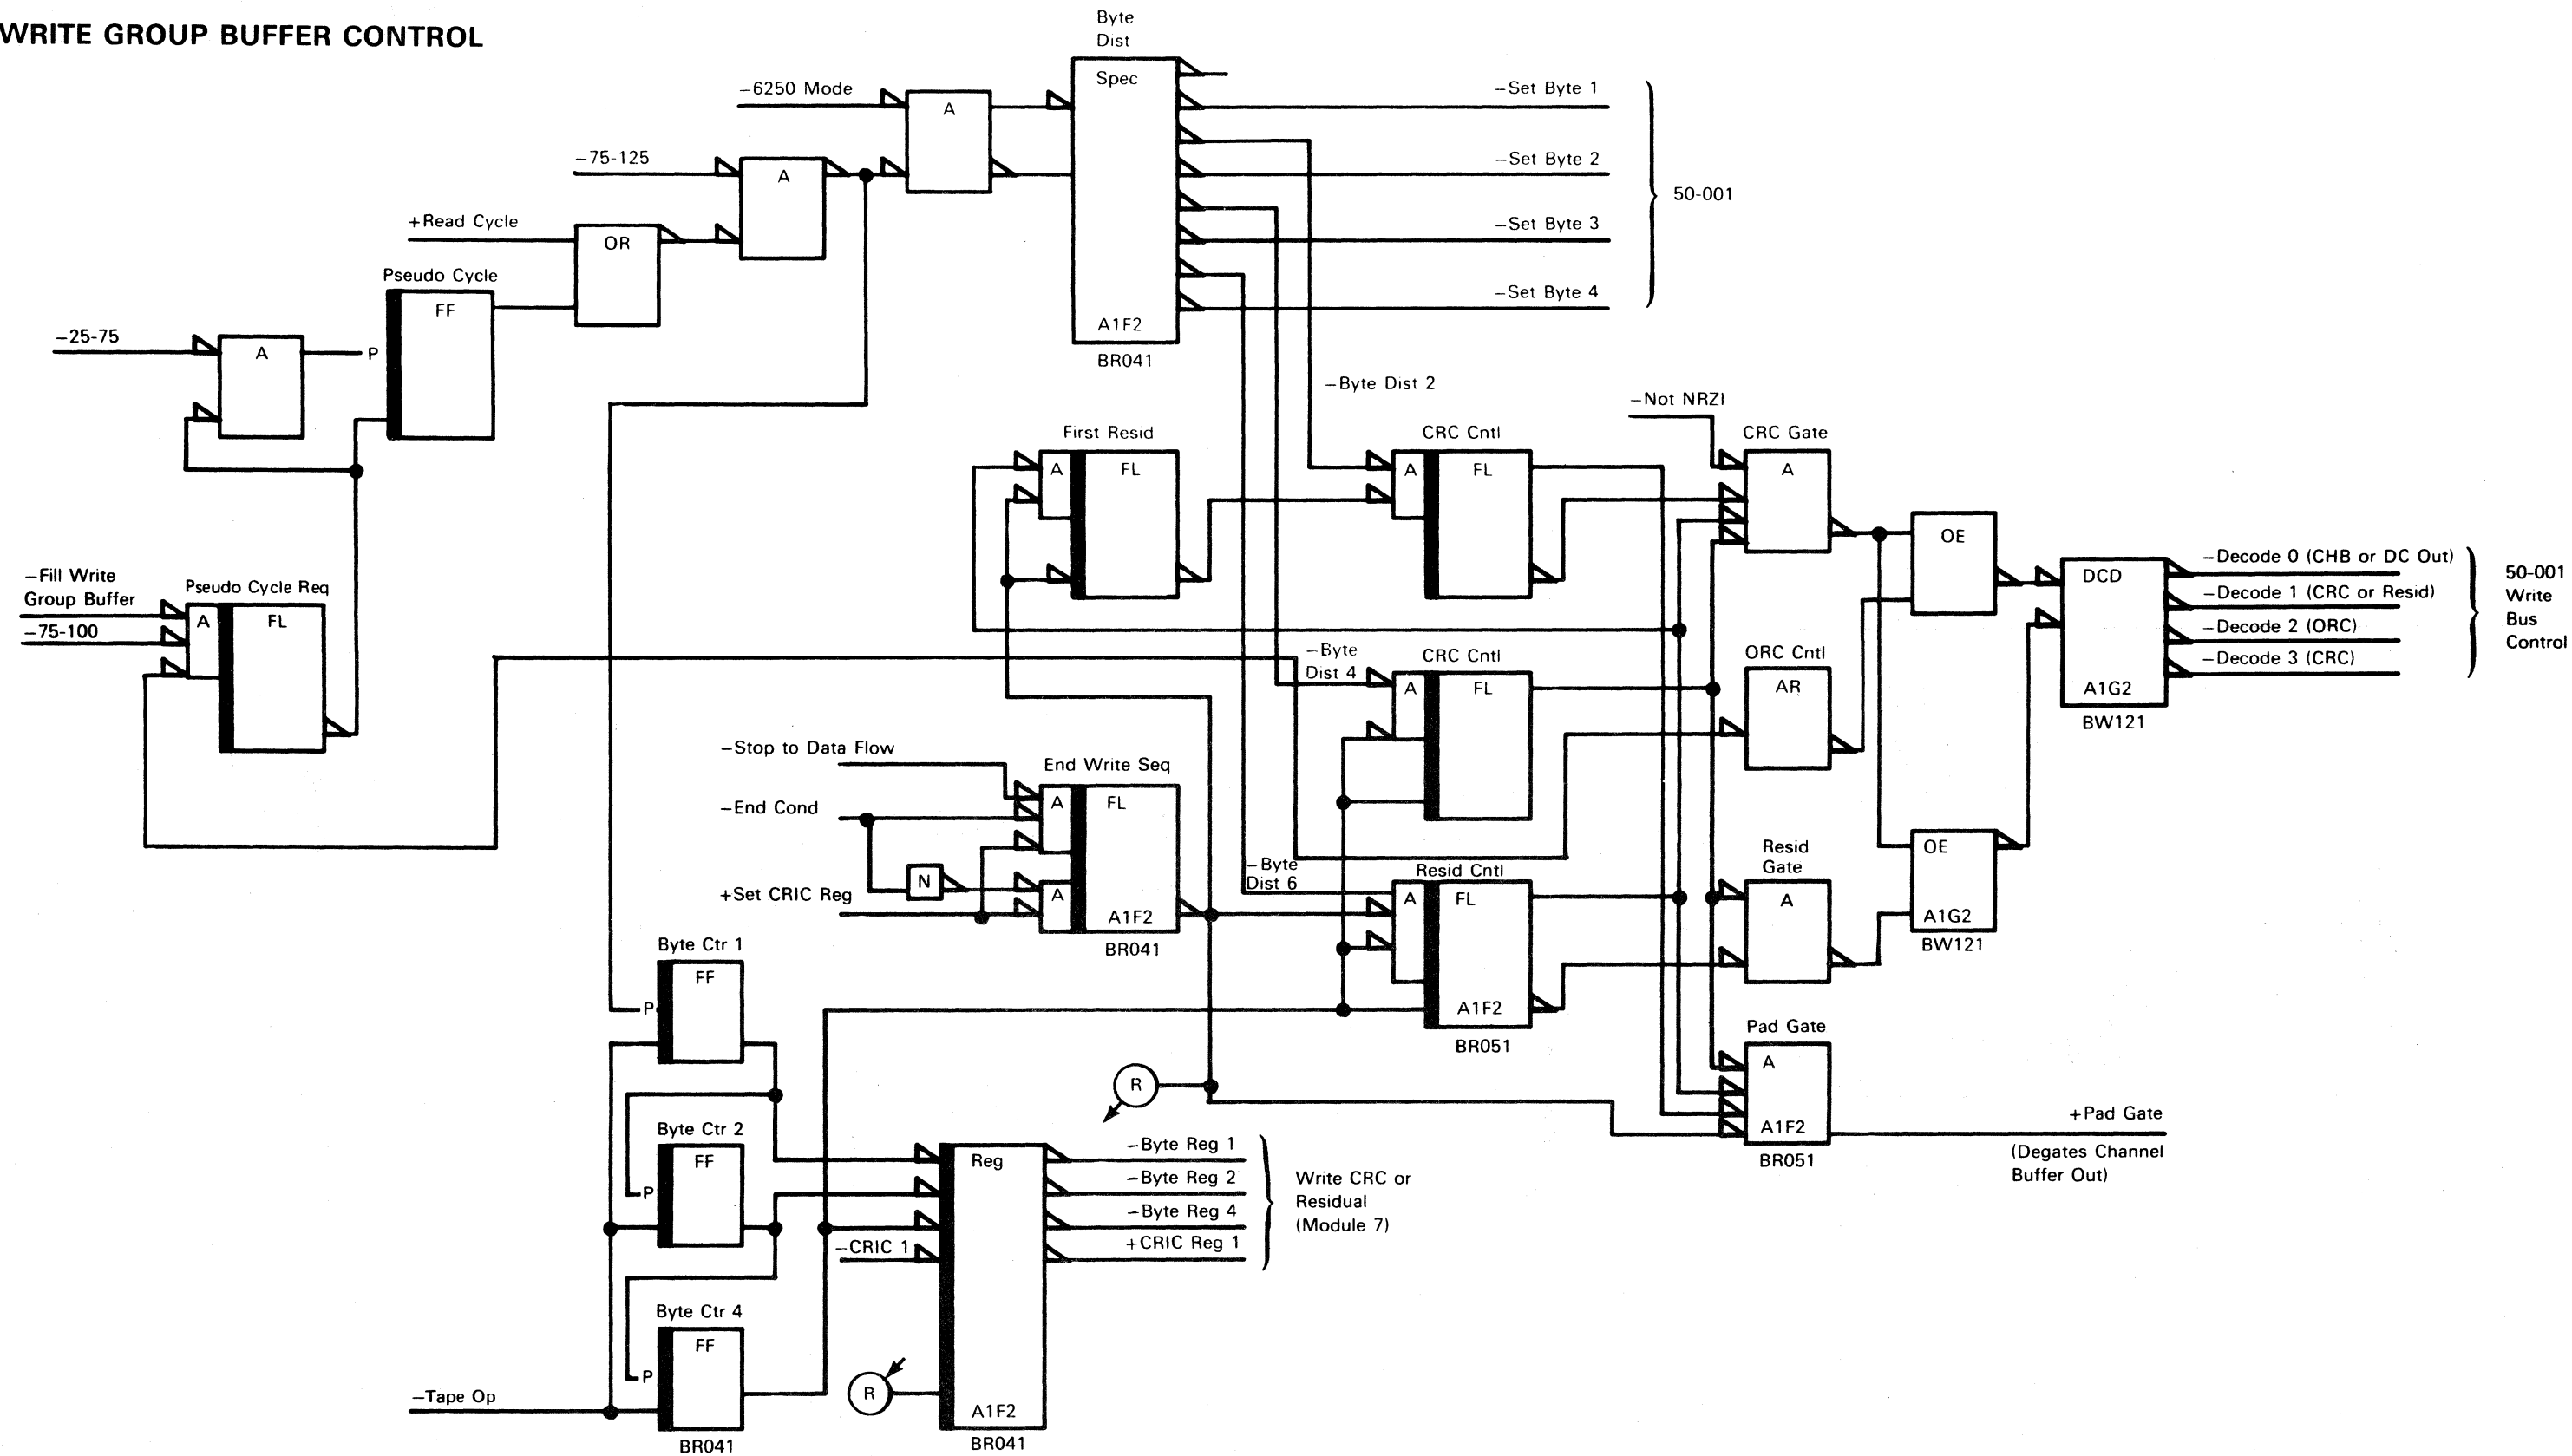 WRITE GROUP BUFFER CONTROL
Byte
Dist
Spec
A1F2
BR041
−6250 Mode
A
−75-125
A
+Read Cycle
OR
Pseudo Cycle
FF
P
−25-75
A
−Set Byte 1
−Set Byte 2
−Set Byte 3
−Set Byte 4
50-001
−Fill Write
Group Buffer
−75-100
Pseudo Cycle Req
A
FL
First Resid
A
FL
−Byte Dist 2
CRC Cntl
A
FL
−Not NRZI
CRC Gate
A
OE
DCD
A1G2
BW121
−Decode 0 (CHB or DC Out)
−Decode 1 (CRC or Resid)
−Decode 2 (ORC)
−Decode 3 (CRC)
50-001
Write
Bus
Control
−Byte
Dist 4
CRC Cntl
A
FL
ORC Cntl
AR
−Stop to Data Flow
−End Cond
N
+Set CRIC Reg
End Write Seq
A
FL
A
A1F2
BR041
−Byte
Dist 6
Resid Cntl
A
FL
A1F2
BR051
Resid
Gate
A
OE
A1G2
BW121
Pad Gate
A
A1F2
BR051
+Pad Gate
(Degates Channel
Buffer Out)
R
Byte Ctr 1
FF
P
Byte Ctr 2
FF
P
Byte Ctr 4
FF
P
BR041
−Tape Op
−CRIC 1
Reg
A1F2
BR041
R
−Byte Reg 1
−Byte Reg 2
−Byte Reg 4
+CRIC Reg 1
Write CRC or
Residual
(Module 7)